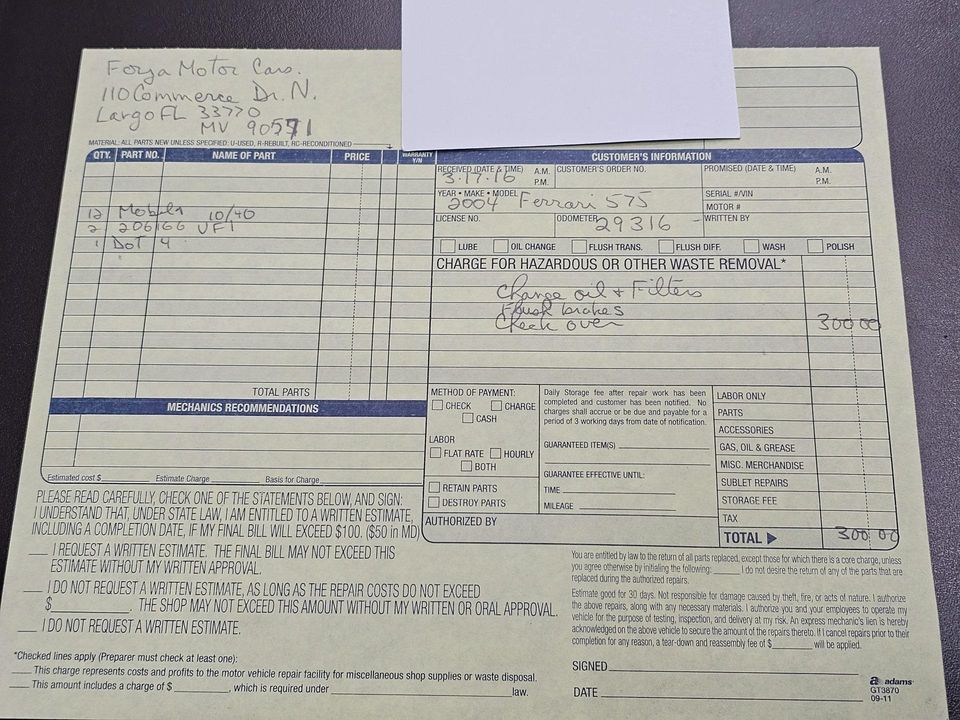 Forza Motor Cars.
110 Commerce Dr. N.
Largo FL 33770
MV 90571
MATERIAL: ALL PARTS NEW UNLESS SPECIFIED: U-USED, R-REBUILT, RC-RECONDITIONED
QTY. PART NO. NAME OF PART PRICE WARRANTY Y/N
12 Mobil 1 10/40
2 206166 UFI
1 DOT 4
TOTAL PARTS
MECHANICS RECOMMENDATIONS
Estimated cost $ Estimate Charge Basis for Charge
CUSTOMER'S INFORMATION
RECEIVED (DATE & TIME) A.M. P.M. CUSTOMER'S ORDER NO. PROMISED (DATE & TIME) A.M. P.M.
3.17.16
YEAR • MAKE • MODEL SERIAL #/VIN
2004 Ferrari 575
MOTOR #
LICENSE NO. ODOMETER WRITTEN BY
29316
LUBE OIL CHANGE FLUSH TRANS. FLUSH DIFF. WASH POLISH
CHARGE FOR HAZARDOUS OR OTHER WASTE REMOVAL*
Change oil + Filters
Flush brakes
Check over 300 00
METHOD OF PAYMENT:
CHECK CHARGE
CASH
LABOR
FLAT RATE HOURLY
BOTH
RETAIN PARTS
DESTROY PARTS
AUTHORIZED BY
Daily Storage fee after repair work has been
completed and customer has been notified. No
charges shall accrue or be due and payable for a
period of 3 working days from date of notification.
GUARANTEED ITEM(S)
GUARANTEE EFFECTIVE UNTIL:
TIME
MILEAGE
LABOR ONLY
PARTS
ACCESSORIES
GAS, OIL & GREASE
MISC. MERCHANDISE
SUBLET REPAIRS
STORAGE FEE
TAX
TOTAL 300 00
PLEASE READ CAREFULLY, CHECK ONE OF THE STATEMENTS BELOW, AND SIGN:
I UNDERSTAND THAT, UNDER STATE LAW, I AM ENTITLED TO A WRITTEN ESTIMATE,
INCLUDING A COMPLETION DATE, IF MY FINAL BILL WILL EXCEED $100. ($50 in MD)
I REQUEST A WRITTEN ESTIMATE. THE FINAL BILL MAY NOT EXCEED THIS
ESTIMATE WITHOUT MY WRITTEN APPROVAL.
I DO NOT REQUEST A WRITTEN ESTIMATE, AS LONG AS THE REPAIR COSTS DO NOT EXCEED
$ . THE SHOP MAY NOT EXCEED THIS AMOUNT WITHOUT MY WRITTEN OR ORAL APPROVAL.
I DO NOT REQUEST A WRITTEN ESTIMATE.
*Checked lines apply (Preparer must check at least one):
This charge represents costs and profits to the motor vehicle repair facility for miscellaneous shop supplies or waste disposal.
This amount includes a charge of $ , which is required under law.
You are entitled by law to the return of all parts replaced, except those for which there is a core charge, unless
you agree otherwise by initialing the following: I do not desire the return of any of the parts that are
replaced during the authorized repairs.
Estimate good for 30 days. Not responsible for damage caused by theft, fire, or acts of nature. I authorize
the above repairs, along with any necessary materials. I authorize you and your employees to operate my
vehicle for the purpose of testing, inspection, and delivery at my risk. An express mechanic's lien is hereby
acknowledged on the above vehicle to secure the amount of the repairs thereto. If I cancel repairs prior to their
completion for any reason, a tear-down and reassembly fee of $ will be applied.
SIGNED
DATE
adams
GT3870
09-11